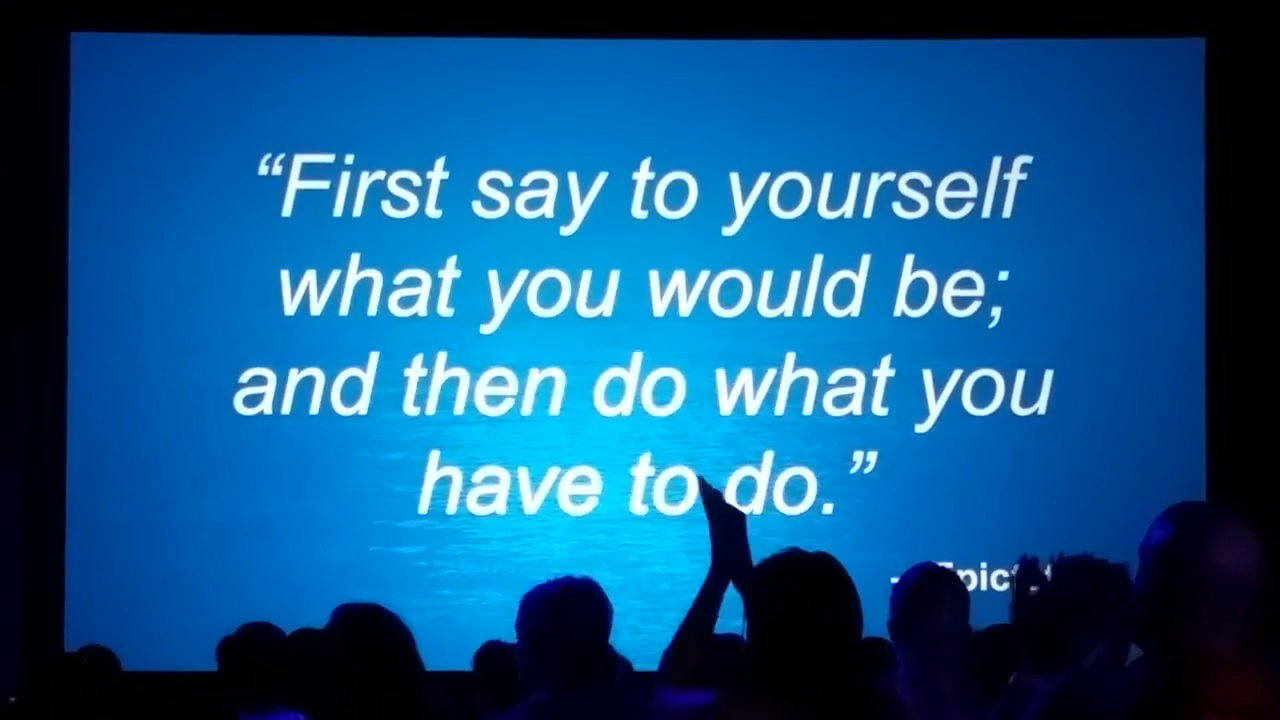 “First say to yourself
what you would be;
and then do what you
have to do.”